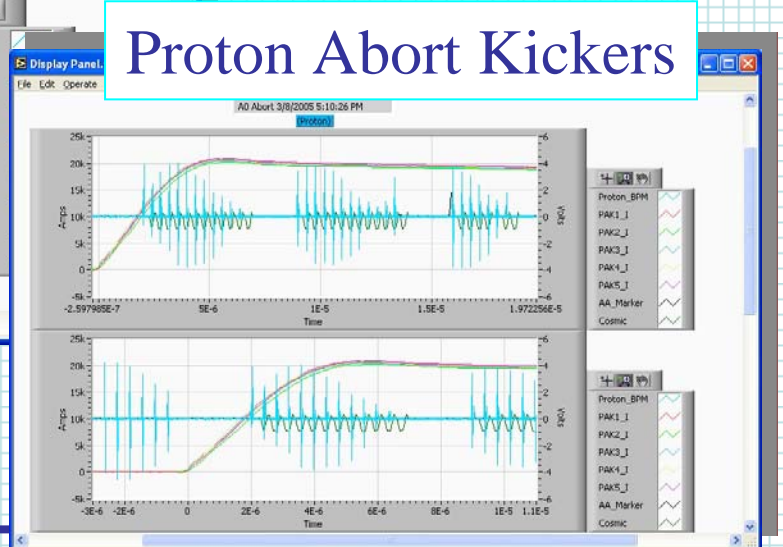 Proton Abort Kickers
Display Panel.
File Edit Operate
A0 Abort 3/8/2005 5:10:26 PM
(Proton)
25k
20k
15k
10k
5k
0
-5k
Amps
6
4
2
0
-2
-4
-6
Volts
-2.597985E-7 5E-6 1E-5 1.5E-5 1.972256E-5
Time
Proton_BPM
PAK1_I
PAK2_I
PAK3_I
PAK4_I
PAK5_I
AA_Marker
Cosmic
25k
20k
15k
10k
5k
0
-5k
Amps
6
4
2
0
-2
-4
-6
Volts
-3E-6 -2E-6 0 2E-6 4E-6 6E-6 8E-6 1E-5 1.1E-5
Time
Proton_BPM
PAK1_I
PAK2_I
PAK3_I
PAK4_I
PAK5_I
AA_Marker
Cosmic